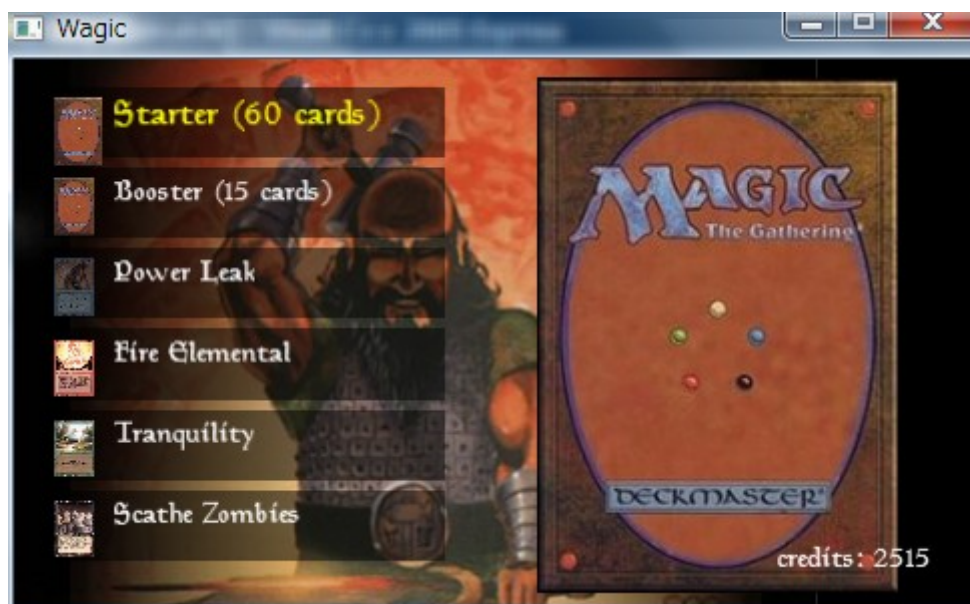 Wagic
Starter (60 cards)
Booster (15 cards)
Power Leak
Fire Elemental
Tranquility
Scathe Zombies
MAGIC
The Gathering®
DECKMASTER®
credits: 2515